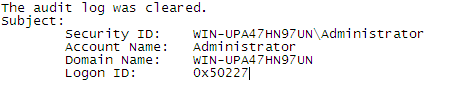 The audit log was cleared.
Subject:
Security ID: WIN-UPA47HN97UN\Administrator
Account Name: Administrator
Domain Name: WIN-UPA47HN97UN
Logon ID: 0x50227